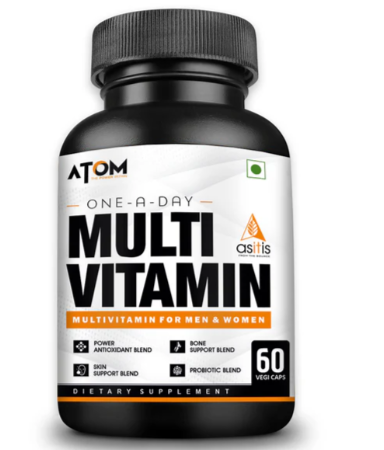 ATOM
ONE-A-DAY
MULTI
VITAMIN
asitis
MULTIVITAMIN FOR MEN & WOMEN
POWER
ANTIOXIDANT BLEND
BONE
SUPPORT BLEND
SKIN
SUPPORT BLEND
PROBIOTIC BLEND
60
VEGI CAPS
DIETARY SUPPLEMENT